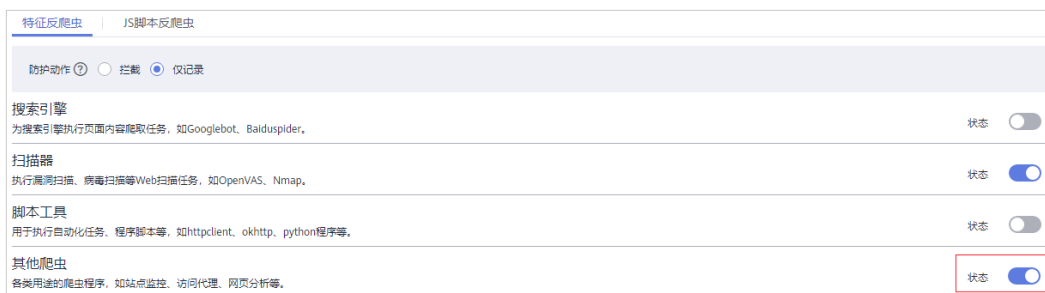 特征反爬虫 JS脚本反爬虫
防护动作 ? 拦截 仅记录
搜索引擎
为搜索引擎执行页面内容爬取任务，如Googlebot、Baiduspider。
状态
扫描器
执行漏洞扫描、病毒扫描等Web扫描任务，如OpenVAS、Nmap。
状态
脚本工具
用于执行自动化任务、程序脚本等，如httpclient、okhttp、python程序等。
状态
其他爬虫
各类用途的爬虫程序，如站点监控、访问代理、网页分析等。
状态